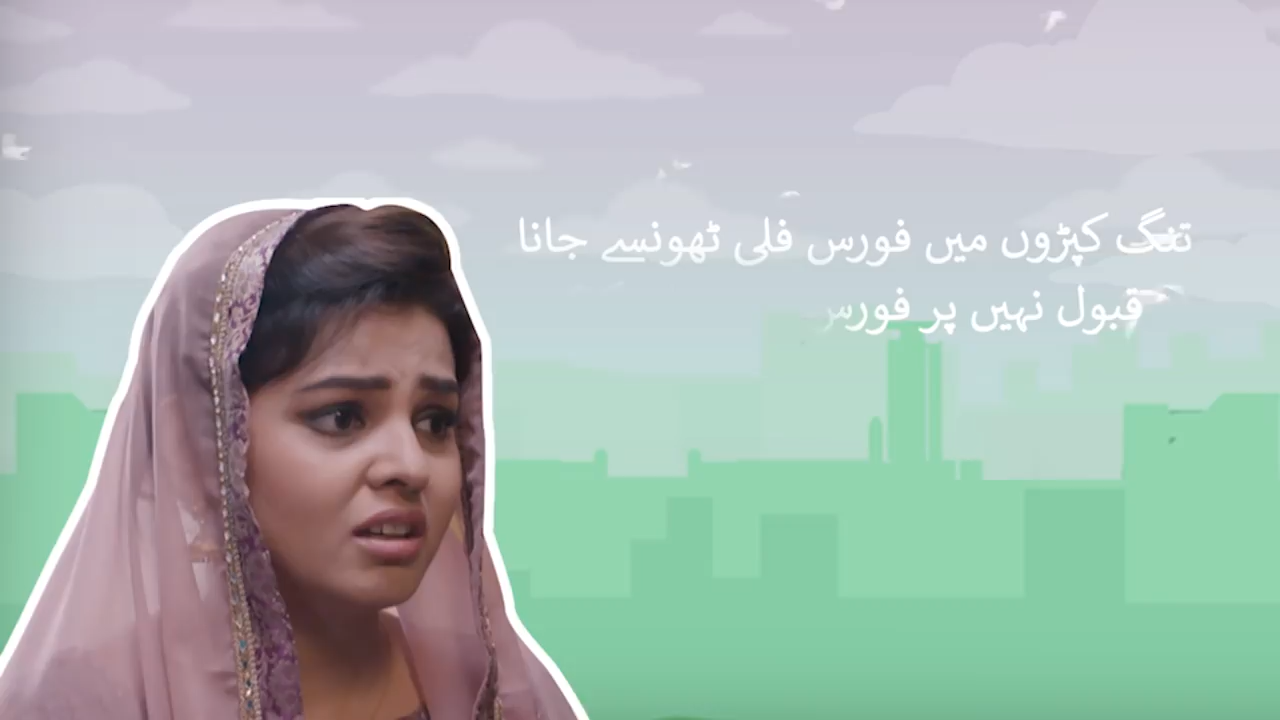 تنگ کپڑوں میں فورس فلی ٹھونسے جانا
قبول نہیں پر فورس